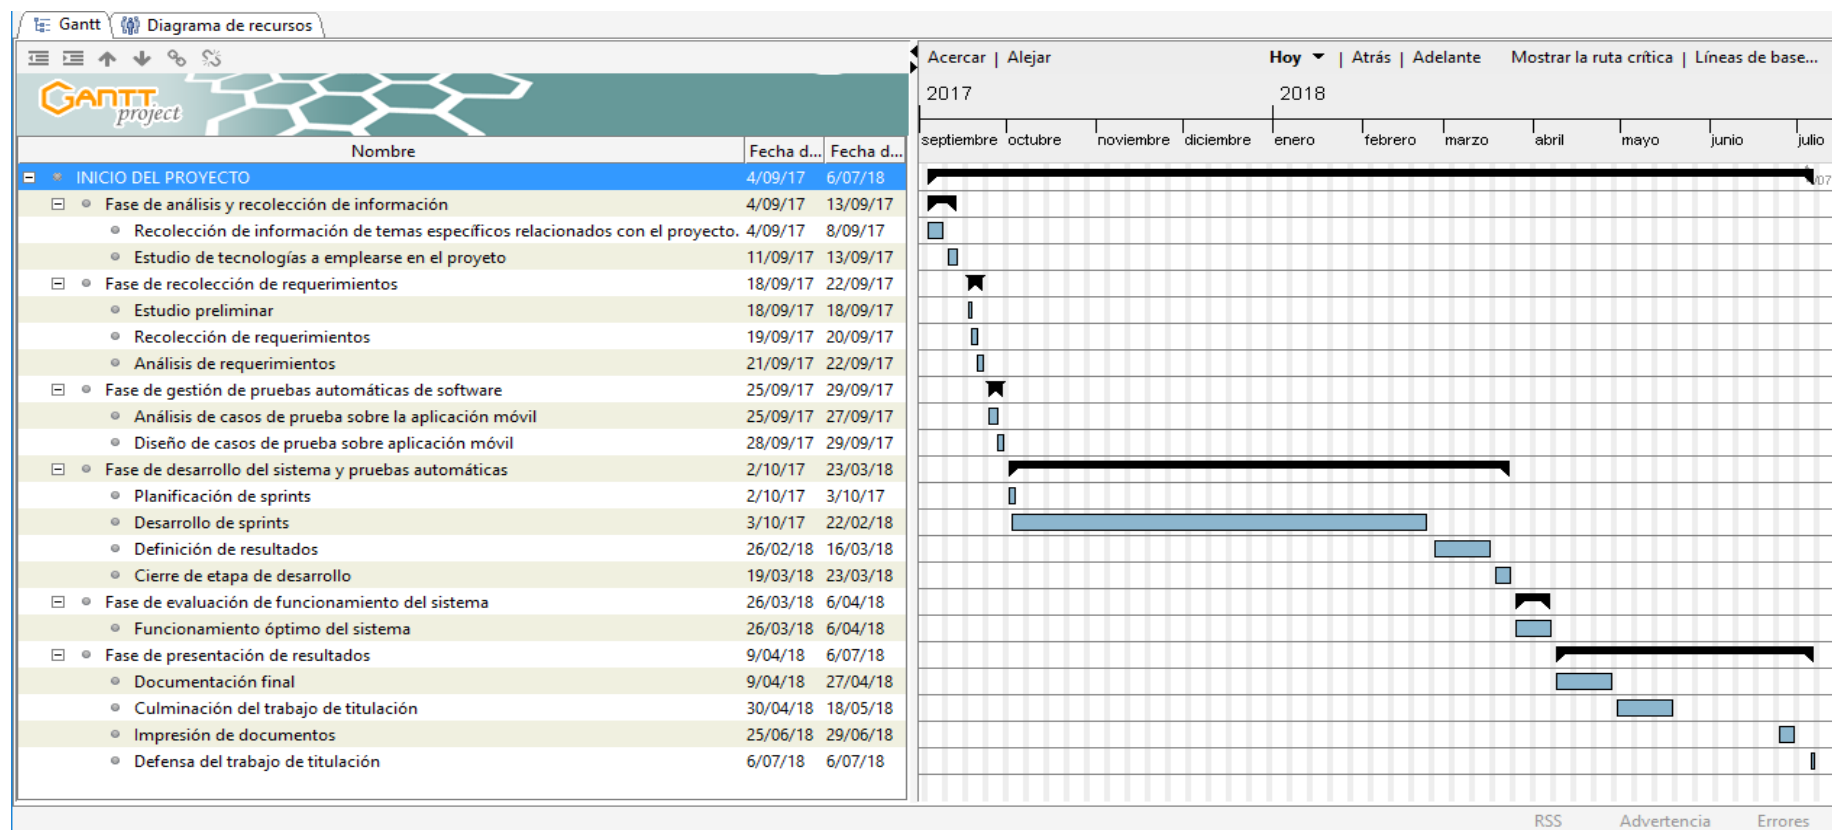 Gantt Diagrama de recursos
Acercar | Alejar Hoy | Atrás | Adelante Mostrar la ruta crítica | Líneas de base...
GANTT project
2017 2018
septiembre octubre noviembre diciembre enero febrero marzo abril mayo junio julio
Nombre Fecha d... Fecha d...
INICIO DEL PROYECTO 4/09/17 6/07/18
Fase de análisis y recolección de información 4/09/17 13/09/17
Recolección de información de temas específicos relacionados con el proyecto. 4/09/17 8/09/17
Estudio de tecnologías a emplearse en el proyeto 11/09/17 13/09/17
Fase de recolección de requerimientos 18/09/17 22/09/17
Estudio preliminar 18/09/17 18/09/17
Recolección de requerimientos 19/09/17 20/09/17
Análisis de requerimientos 21/09/17 22/09/17
Fase de gestión de pruebas automáticas de software 25/09/17 29/09/17
Análisis de casos de prueba sobre la aplicación móvil 25/09/17 27/09/17
Diseño de casos de prueba sobre aplicación móvil 28/09/17 29/09/17
Fase de desarrollo del sistema y pruebas automáticas 2/10/17 23/03/18
Planificación de sprints 2/10/17 3/10/17
Desarrollo de sprints 3/10/17 22/02/18
Definición de resultados 26/02/18 16/03/18
Cierre de etapa de desarrollo 19/03/18 23/03/18
Fase de evaluación de funcionamiento del sistema 26/03/18 6/04/18
Funcionamiento óptimo del sistema 26/03/18 6/04/18
Fase de presentación de resultados 9/04/18 6/07/18
Documentación final 9/04/18 27/04/18
Culminación del trabajo de titulación 30/04/18 18/05/18
Impresión de documentos 25/06/18 29/06/18
Defensa del trabajo de titulación 6/07/18 6/07/18
RSS Advertencia Errores